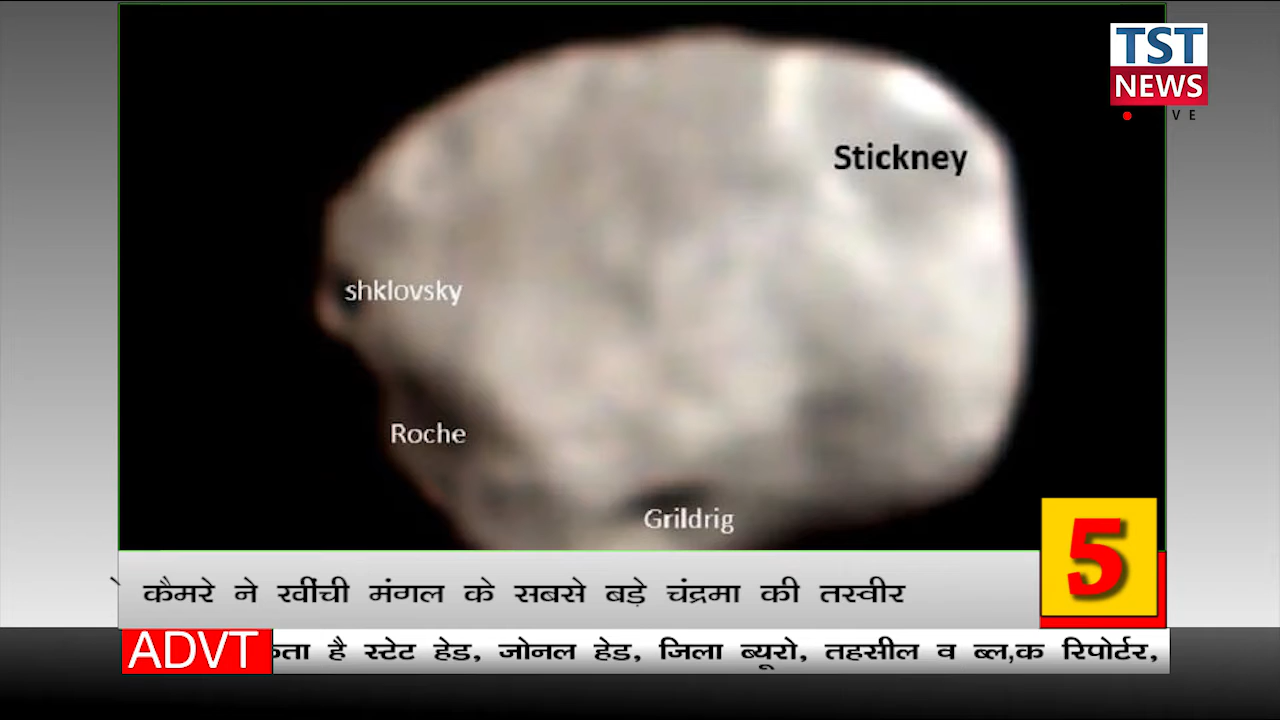 TST
NEWS
Stickney
shklovsky
Roche
Grildrig
5
कैमरे ने खींची मंगल के सबसे बड़े चंद्रमा की तस्वीर
ADVT
है स्टेट हेड, जोनल हेड, जिला ब्यूरो, तहसील व ब्ल,क रिपोर्टर,